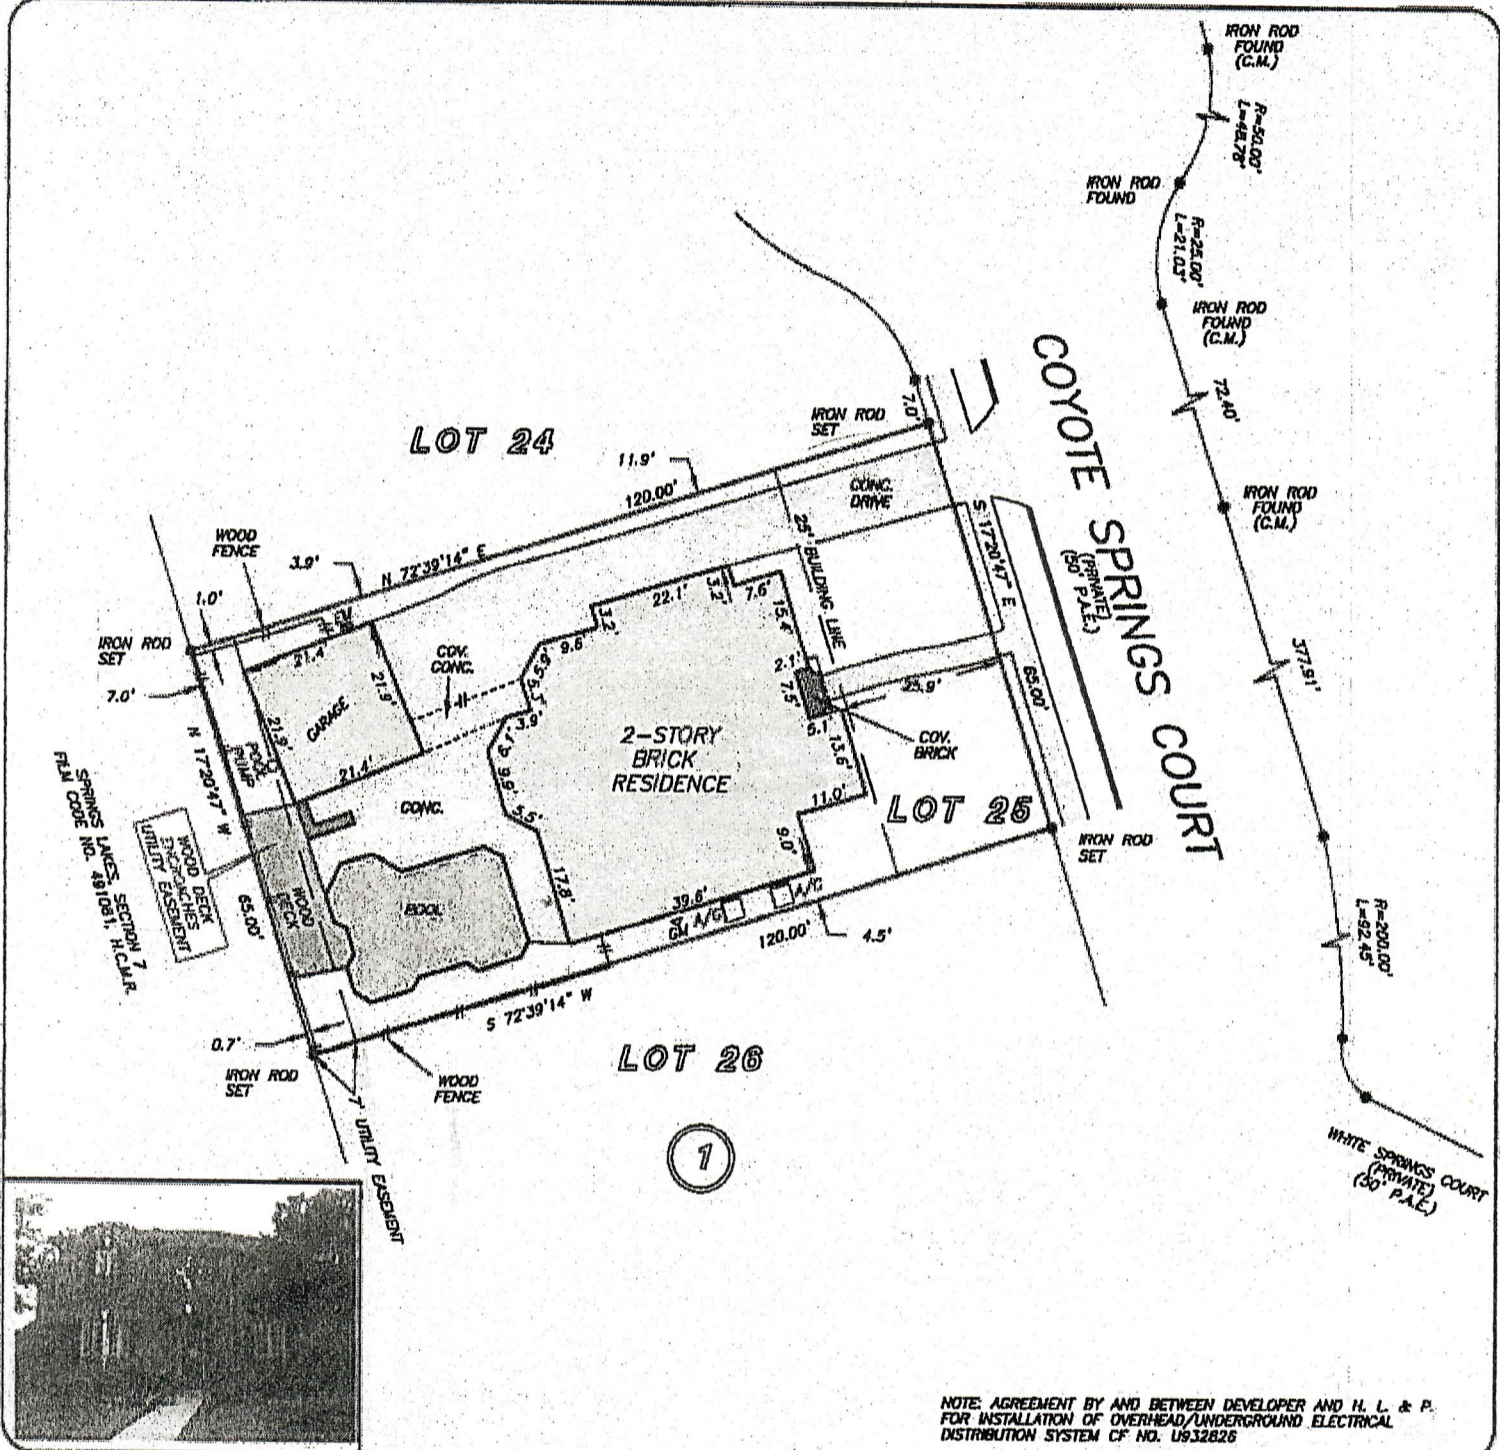 IRON ROD
FOUND
(C.M.)
R=50.00'
L=48.78'
IRON ROD
FOUND
R=25.00'
L=21.03'
IRON ROD
FOUND
(C.M.)
72.40'
IRON ROD
FOUND
(C.M.)
COYOTE SPRINGS COURT
(PRIVATE)
(50' P.A.E.)
377.91'
R=200.00'
L=92.45'
WHITE SPRINGS COURT
(PRIVATE)
(50' P.A.E.)
LOT 24
IRON ROD
SET
7.0'
11.9'
120.00'
N 72°39'14" E
CONC.
DRIVE
25' BUILDING LINE
S 17°20'47" E
65.00'
WOOD
FENCE
3.9'
1.0'
IRON ROD
SET
7.0'
N 17°20'47" W
65.00'
21.4'
21.9'
GARAGE
21.9'
21.4'
POOL
PUMP
COV.
CONC.
22.1'
3.2'
7.6'
15.4'
3.2'
9.6'
5.9'
3.9'
6.1'
9.9'
5.5'
17.8'
2-STORY
BRICK
RESIDENCE
2.1'
7.5'
25.9'
COV.
BRICK
13.6'
11.0'
9.0'
39.6'
LOT 25
IRON ROD
SET
CONC.
POOL
WOOD
DECK
WOOD DECK
ENCROACHES
UTILITY EASEMENT
SPRINGS LAKES, SECTION 7
FILM CODE NO. 491081, H.C.M.R.
A/C
A/C
GM
120.00'
4.5'
S 72°39'14" W
0.7'
IRON ROD
SET
WOOD
FENCE
7' UTILITY EASEMENT
LOT 26
1
NOTE: AGREEMENT BY AND BETWEEN DEVELOPER AND H. L. & P.
FOR INSTALLATION OF OVERHEAD/UNDERGROUND ELECTRICAL
DISTRIBUTION SYSTEM CF NO. U932826